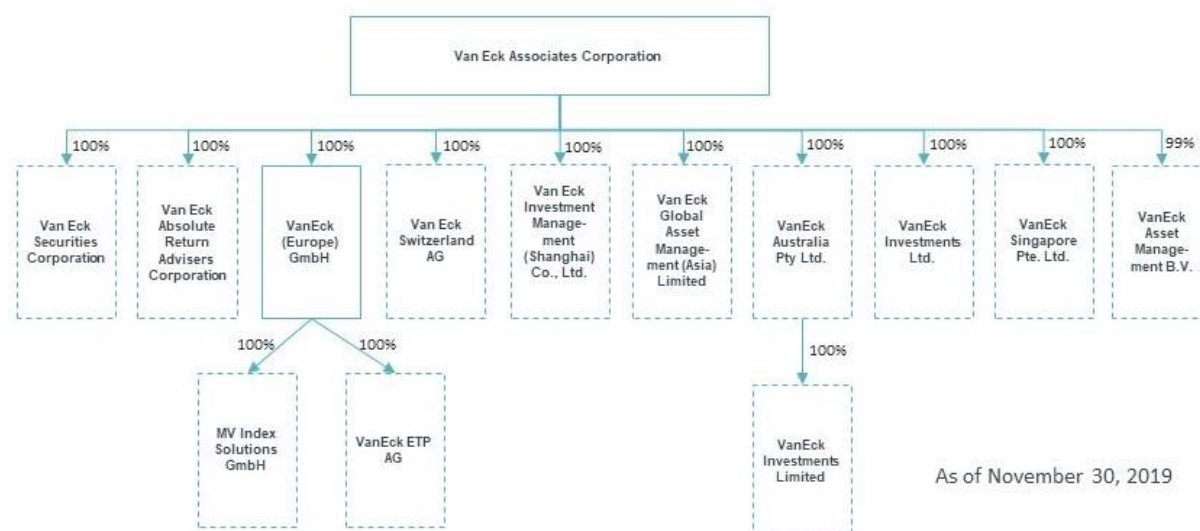 Van Eck Associates Corporation
100%
100%
100%
100%
100%
100%
100%
100%
100%
99%
Van Eck
Securities
Corporation
Van Eck
Absolute
Return
Advisers
Corporation
VanEck
(Europe)
GmbH
Van Eck
Switzerland
AG
Van Eck
Investment
Manage-
ment
(Shanghai)
Co., Ltd.
Van Eck
Global
Asset
Manage-
ment (Asia)
Limited
VanEck
Australia
Pty Ltd.
VanEck
Investments
Ltd.
VanEck
Singapore
Pte. Ltd.
VanEck
Asset
Manage-
ment B.V.
100%
100%
100%
MV Index
Solutions
GmbH
VanEck ETP
AG
VanEck
Investments
Limited
As of November 30, 2019